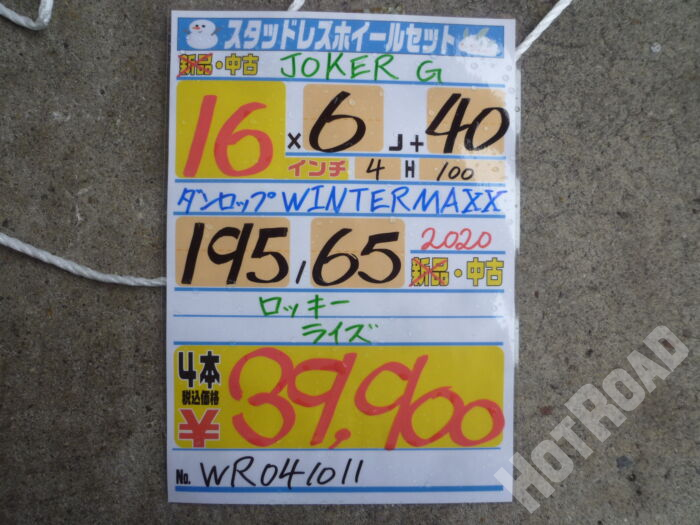 スタッドレスホイールセット
新品・中古 JOKER G
16 × 6 J + 40
インチ 4 H 100
ダンロップ WINTER MAXX
195 / 65 2020
新品・中古
ロッキー
ライズ
4本 税込価格 ¥ 39,900
No. WR041011
HOTROAD